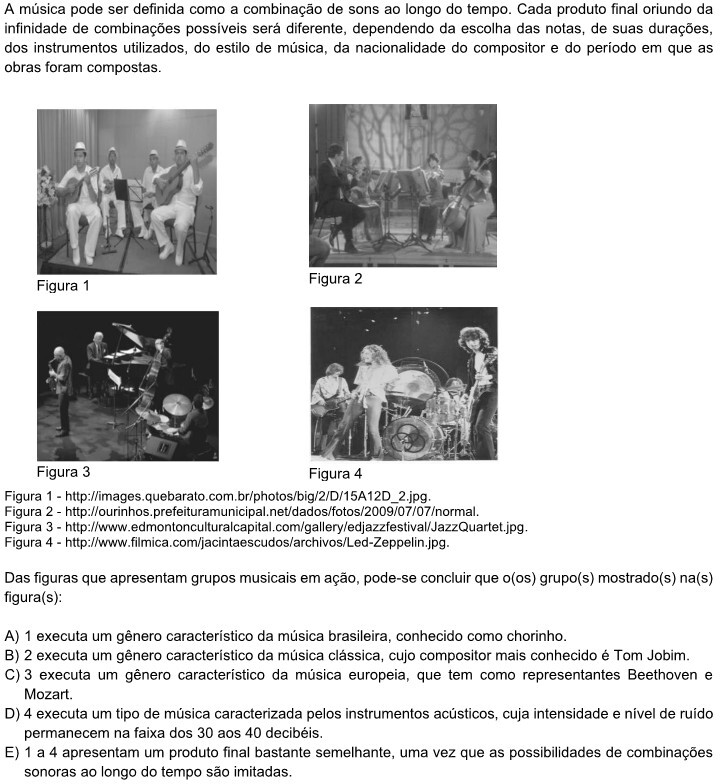 A música pode ser definida como a combinação de sons ao longo do tempo. Cada produto final oriundo da
infinidade de combinações possíveis será diferente, dependendo da escolha das notas, de suas durações,
dos instrumentos utilizados, do estilo de música, da nacionalidade do compositor e do período em que as
obras foram compostas.
Figura 1
Figura 2
Figura 3
Figura 4
Figura 1 - http://images.quebarato.com.br/photos/big/2/D/15A12D_2.jpg.
Figura 2 - http://ourinhos.prefeituramunicipal.net/dados/fotos/2009/07/07/normal.
Figura 3 - http://www.edmontonculturalcapital.com/gallery/edjazzfestival/JazzQuartet.jpg.
Figura 4 - http://www.filmica.com/jacintaescudos/archivos/Led-Zeppelin.jpg.
Das figuras que apresentam grupos musicais em ação, pode-se concluir que o(os) grupo(s) mostrado(s) na(s)
figura(s):
A) 1 executa um gênero característico da música brasileira, conhecido como chorinho.
B) 2 executa um gênero característico da música clássica, cujo compositor mais conhecido é Tom Jobim.
C) 3 executa um gênero característico da música europeia, que tem como representantes Beethoven e
Mozart.
D) 4 executa um tipo de música caracterizada pelos instrumentos acústicos, cuja intensidade e nível de ruído
permanecem na faixa dos 30 aos 40 decibéis.
E) 1 a 4 apresentam um produto final bastante semelhante, uma vez que as possibilidades de combinações
sonoras ao longo do tempo são imitadas.